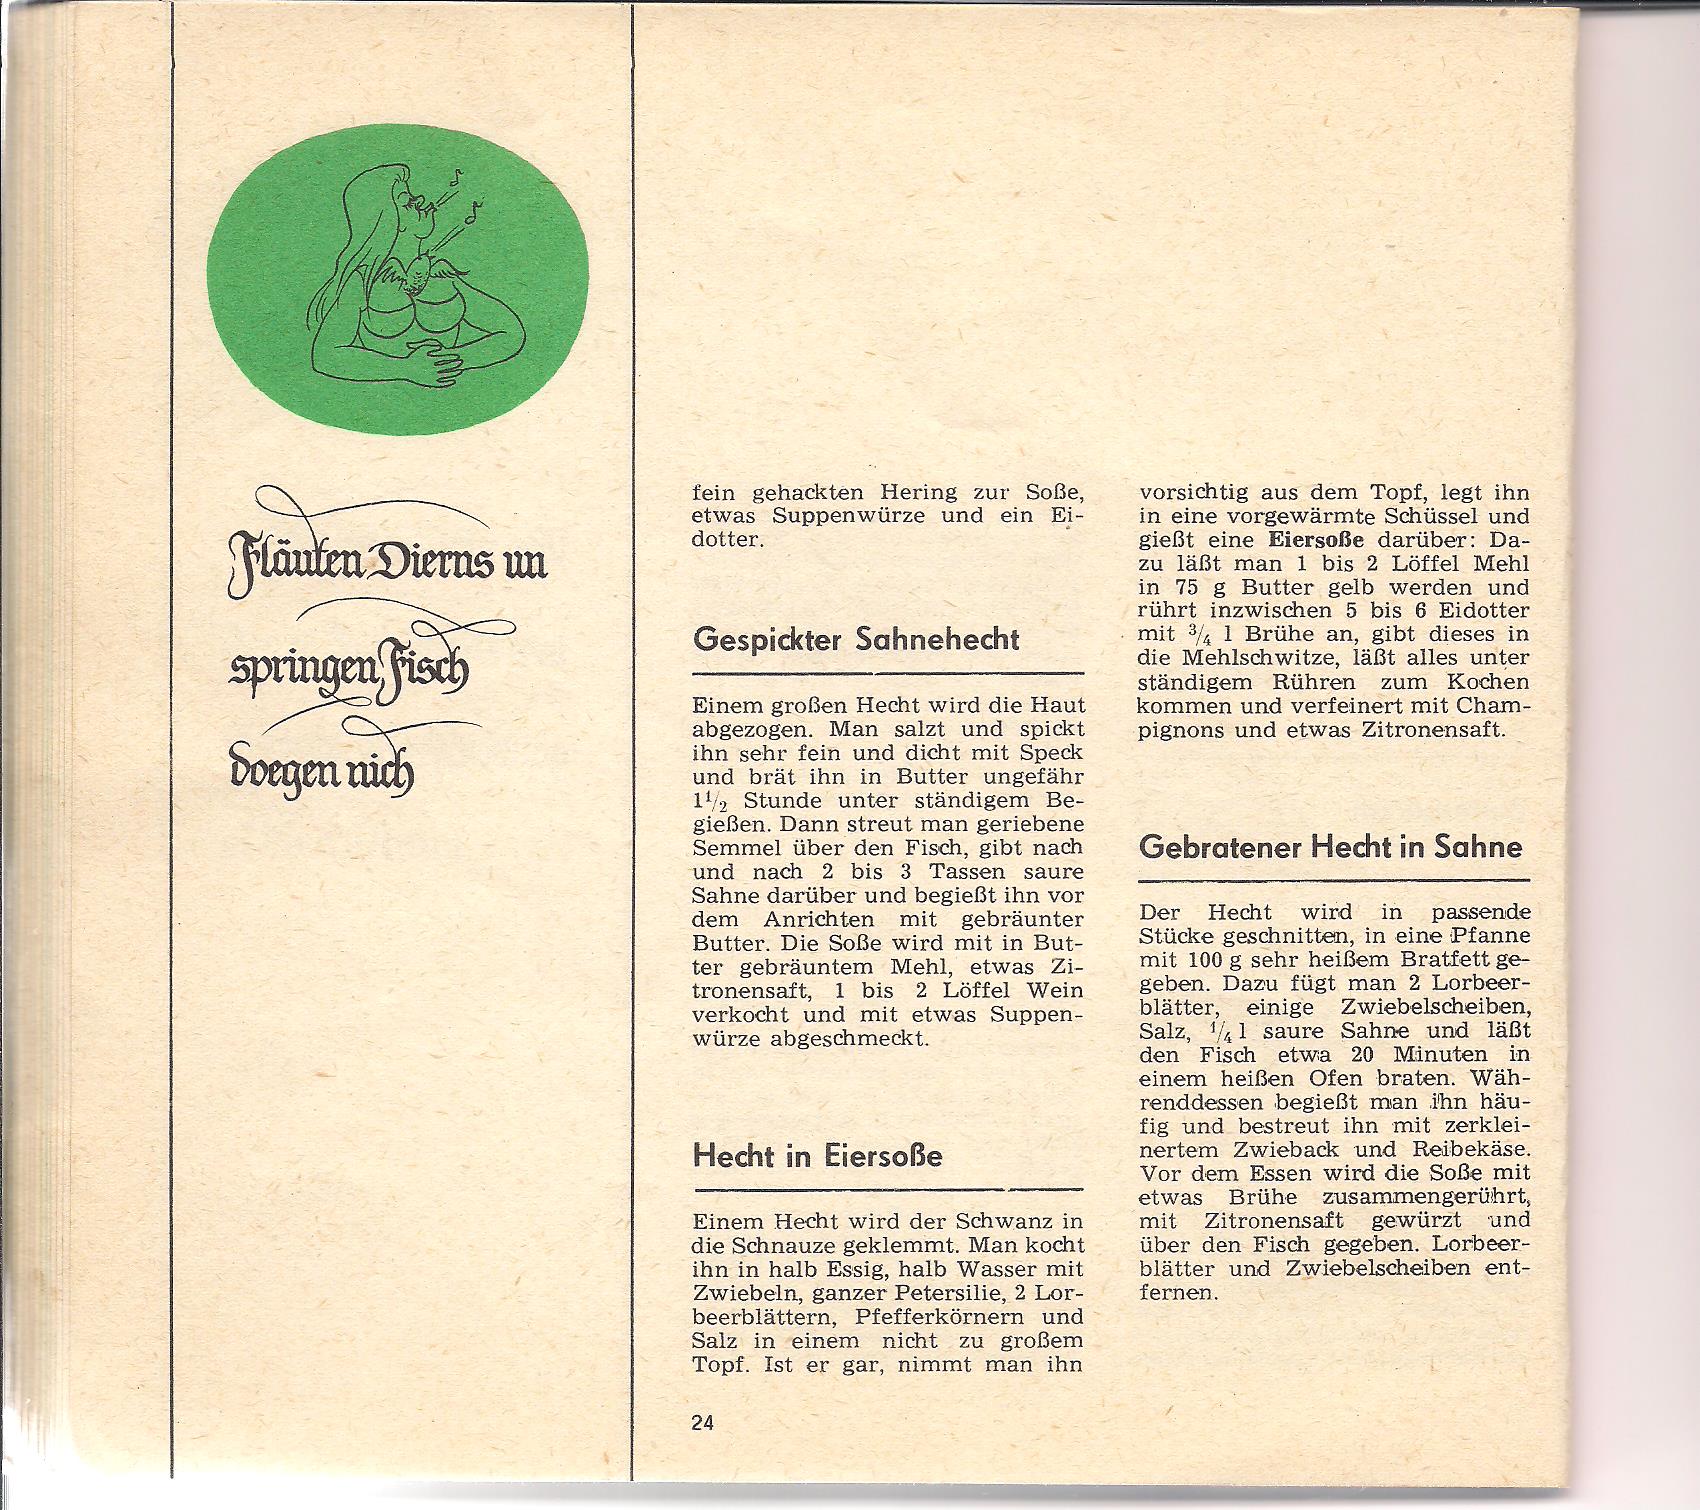 Fläuten Dierns un
springen Fisch
doegen nich
fein gehackten Hering zur Soße,
etwas Suppenwürze und ein Ei-
dotter.
Gespickter Sahnehecht
Einem großen Hecht wird die Haut
abgezogen. Man salzt und spickt
ihn sehr fein und dicht mit Speck
und brät ihn in Butter ungefähr
1¹/₂ Stunde unter ständigem Be-
gießen. Dann streut man geriebene
Semmel über den Fisch, gibt nach
und nach 2 bis 3 Tassen saure
Sahne darüber und begießt ihn vor
dem Anrichten mit gebräunter
Butter. Die Soße wird mit in But-
ter gebräuntem Mehl, etwas Zi-
tronensaft, 1 bis 2 Löffel Wein
verkocht und mit etwas Suppen-
würze abgeschmeckt.
Hecht in Eiersoße
Einem Hecht wird der Schwanz in
die Schnauze geklemmt. Man kocht
ihn in halb Essig, halb Wasser mit
Zwiebeln, ganzer Petersilie, 2 Lor-
beerblättern, Pfefferkörnern und
Salz in einem nicht zu großem
Topf. Ist er gar, nimmt man ihn
vorsichtig aus dem Topf, legt ihn
in eine vorgewärmte Schüssel und
gießt eine Eiersoße darüber: Da-
zu läßt man 1 bis 2 Löffel Mehl
in 75 g Butter gelb werden und
rührt inzwischen 5 bis 6 Eidotter
mit ³/₄ l Brühe an, gibt dieses in
die Mehlschwitze, läßt alles unter
ständigem Rühren zum Kochen
kommen und verfeinert mit Cham-
pignons und etwas Zitronensaft.
Gebratener Hecht in Sahne
Der Hecht wird in passende
Stücke geschnitten, in eine Pfanne
mit 100 g sehr heißem Bratfett ge-
geben. Dazu fügt man 2 Lorbeer-
blätter, einige Zwiebelscheiben,
Salz, ¹/₄ l saure Sahne und läßt
den Fisch etwa 20 Minuten in
einem heißen Ofen braten. Wäh-
renddessen begießt man ihn häu-
fig und bestreut ihn mit zerklei-
nertem Zwieback und Reibekäse.
Vor dem Essen wird die Soße mit
etwas Brühe zusammengerührt,
mit Zitronensaft gewürzt und
über den Fisch gegeben. Lorbeer-
blätter und Zwiebelscheiben ent-
fernen.
24